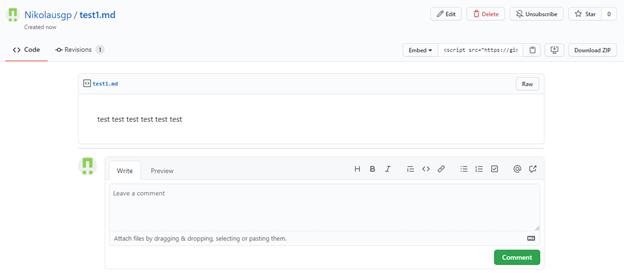 Nikolausgp / test1.md
Created now
Edit
Delete
Unsubscribe
Star 0
Code
Revisions 1
Embed
<script src="https://gis
Download ZIP
test1.md
Raw
test test test test test test
Write
Preview
H B I
Leave a comment
Attach files by dragging & dropping, selecting or pasting them.
Comment